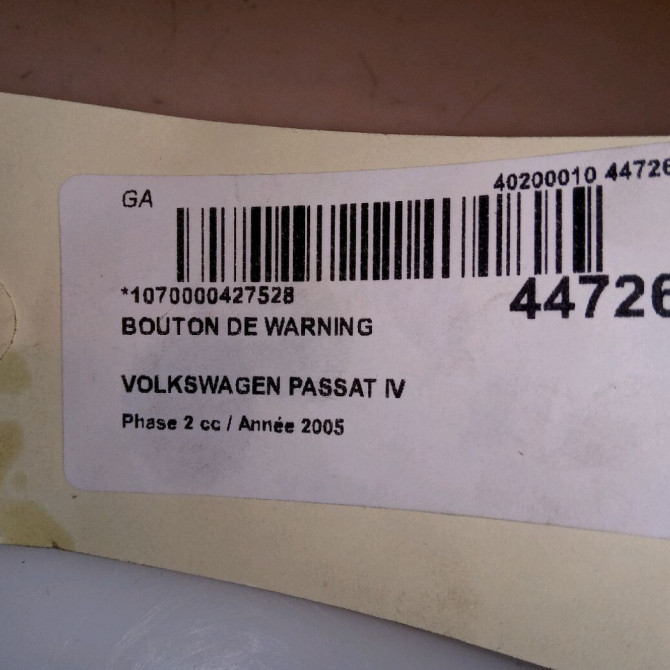 GA
40200010 44726
*1070000427528
44726
BOUTON DE WARNING
VOLKSWAGEN PASSAT IV
Phase 2 cc / Année 2005